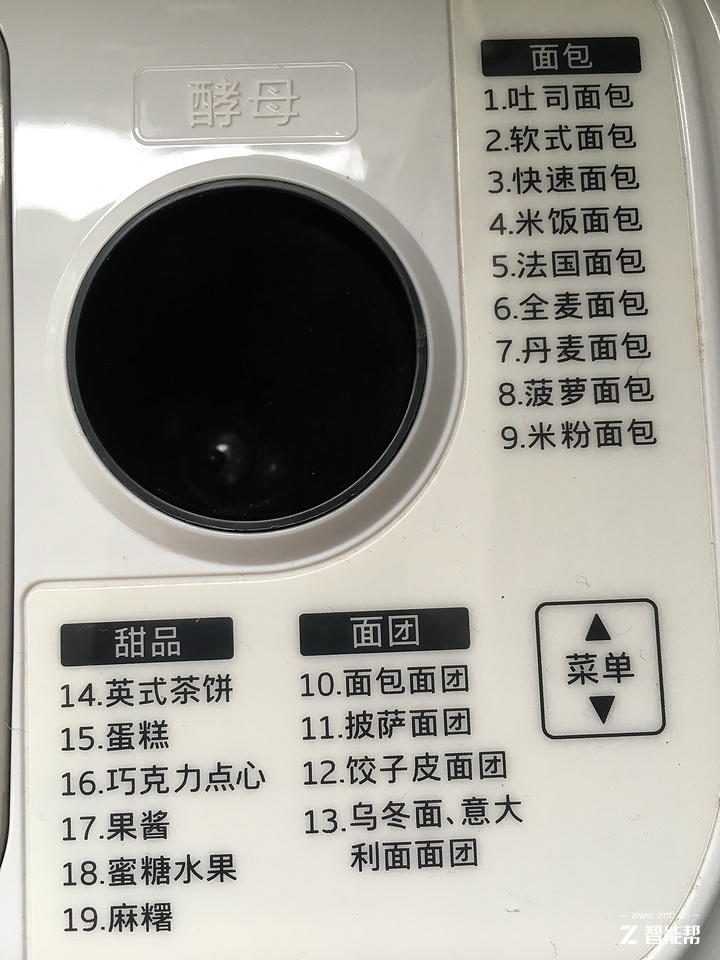 酵母
面包
1.吐司面包
2.软式面包
3.快速面包
4.米饭面包
5.法国面包
6.全麦面包
7.丹麦面包
8.菠萝面包
9.米粉面包
甜品
14.英式茶饼
15.蛋糕
16.巧克力点心
17.果酱
18.蜜糖水果
19.麻糬
面团
10.面包面团
11.披萨面团
12.饺子皮面团
13.乌冬面、意大
利面面团
菜单
智能帮